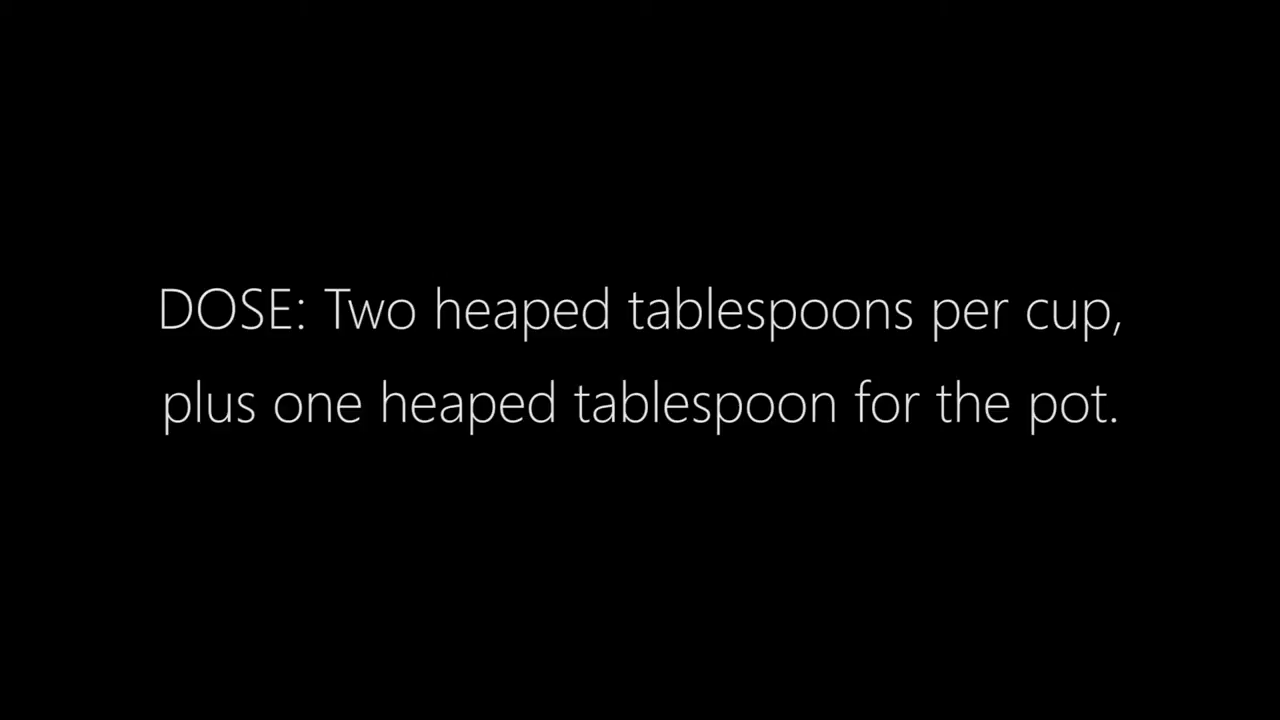 DOSE: Two heaped tablespoons per cup,
plus one heaped tablespoon for the pot.